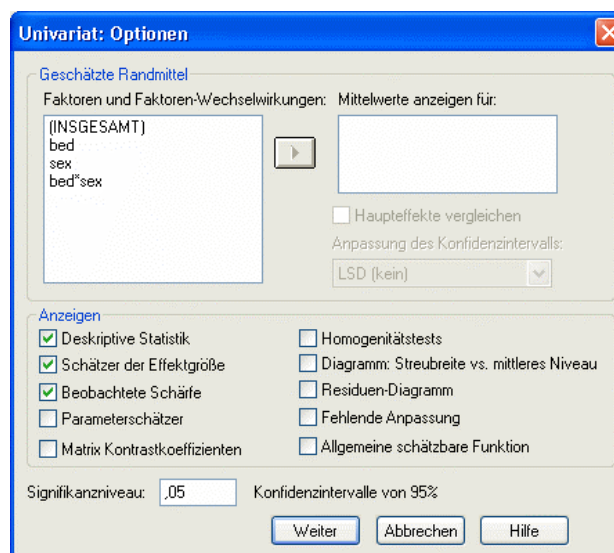 Univariat: Optionen
Geschätzte Randmittel
Faktoren und Faktoren-Wechselwirkungen:
(INSGESAMT)
bed
sex
bed*sex
Mittelwerte anzeigen für:
Haupteffekte vergleichen
Anpassung des Konfidenzintervalls:
LSD (kein)
Anzeigen
Deskriptive Statistik
Schätzer der Effektgröße
Beobachtete Schärfe
Parameterschätzer
Matrix Kontrastkoeffizienten
Homogenitätstests
Diagramm: Streubreite vs. mittleres Niveau
Residuen-Diagramm
Fehlende Anpassung
Allgemeine schätzbare Funktion
Signifikanzniveau: ,05 Konfidenzintervalle von 95%
Weiter Abbrechen Hilfe